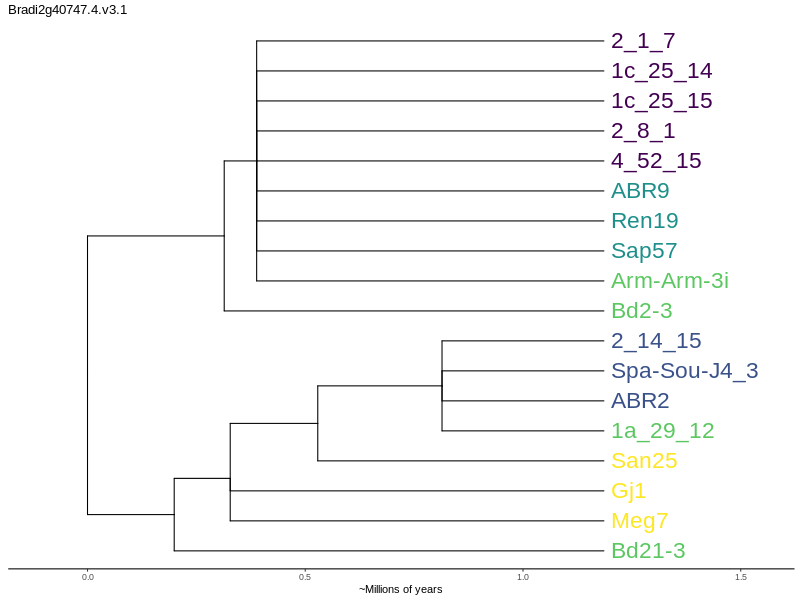 Bradi2g40747.4.v3.1
2_1_7
1c_25_14
1c_25_15
2_8_1
4_52_15
ABR9
Ren19
Sap57
Arm-Arm-3i
Bd2-3
2_14_15
Spa-Sou-J4_3
ABR2
1a_29_12
San25
Gj1
Meg7
Bd21-3
0.0 0.5 1.0 1.5
~Millions of years